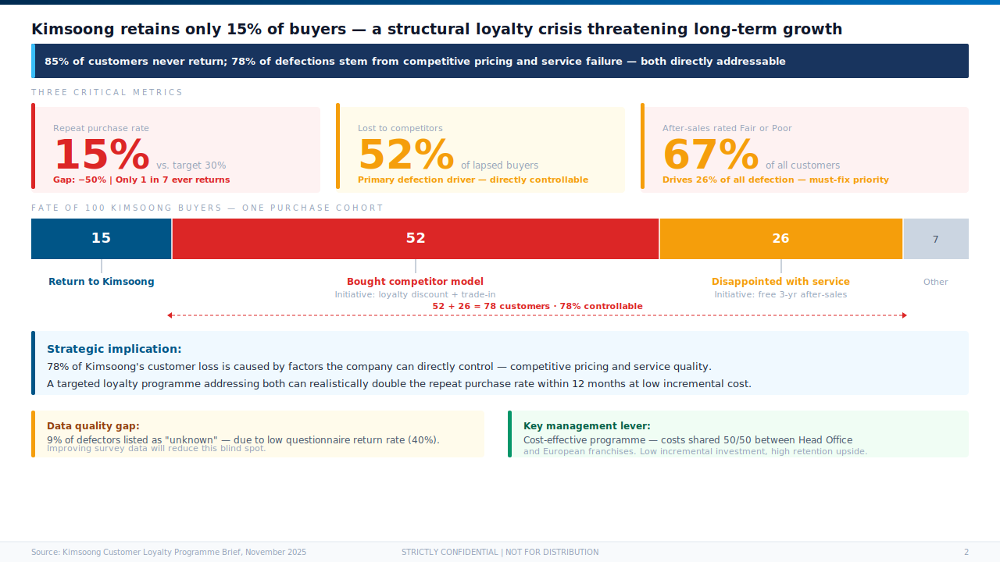 Kimsoong retains only 15% of buyers — a structural loyalty crisis threatening long-term growth
85% of customers never return; 78% of defections stem from competitive pricing and service failure — both directly addressable
THREE CRITICAL METRICS
Repeat purchase rate
15% vs. target 30%
Gap: −50% | Only 1 in 7 ever returns
Lost to competitors
52% of lapsed buyers
Primary defection driver — directly controllable
After-sales rated Fair or Poor
67% of all customers
Drives 26% of all defection — must-fix priority
FATE OF 100 KIMSOONG BUYERS — ONE PURCHASE COHORT
15
52
26
7
Return to Kimsoong
Bought competitor model
Disappointed with service
Other
Initiative: loyalty discount + trade-in
Initiative: free 3-yr after-sales
52 + 26 = 78 customers · 78% controllable
Strategic implication:
78% of Kimsoong's customer loss is caused by factors the company can directly control — competitive pricing and service quality.
A targeted loyalty programme addressing both can realistically double the repeat purchase rate within 12 months at low incremental cost.
Data quality gap:
9% of defectors listed as "unknown" — due to low questionnaire return rate (40%).
Improving survey data will reduce this blind spot.
Key management lever:
Cost-effective programme — costs shared 50/50 between Head Office
and European franchises. Low incremental investment, high retention upside.
Source: Kimsoong Customer Loyalty Programme Brief, November 2025
STRICTLY CONFIDENTIAL | NOT FOR DISTRIBUTION
2